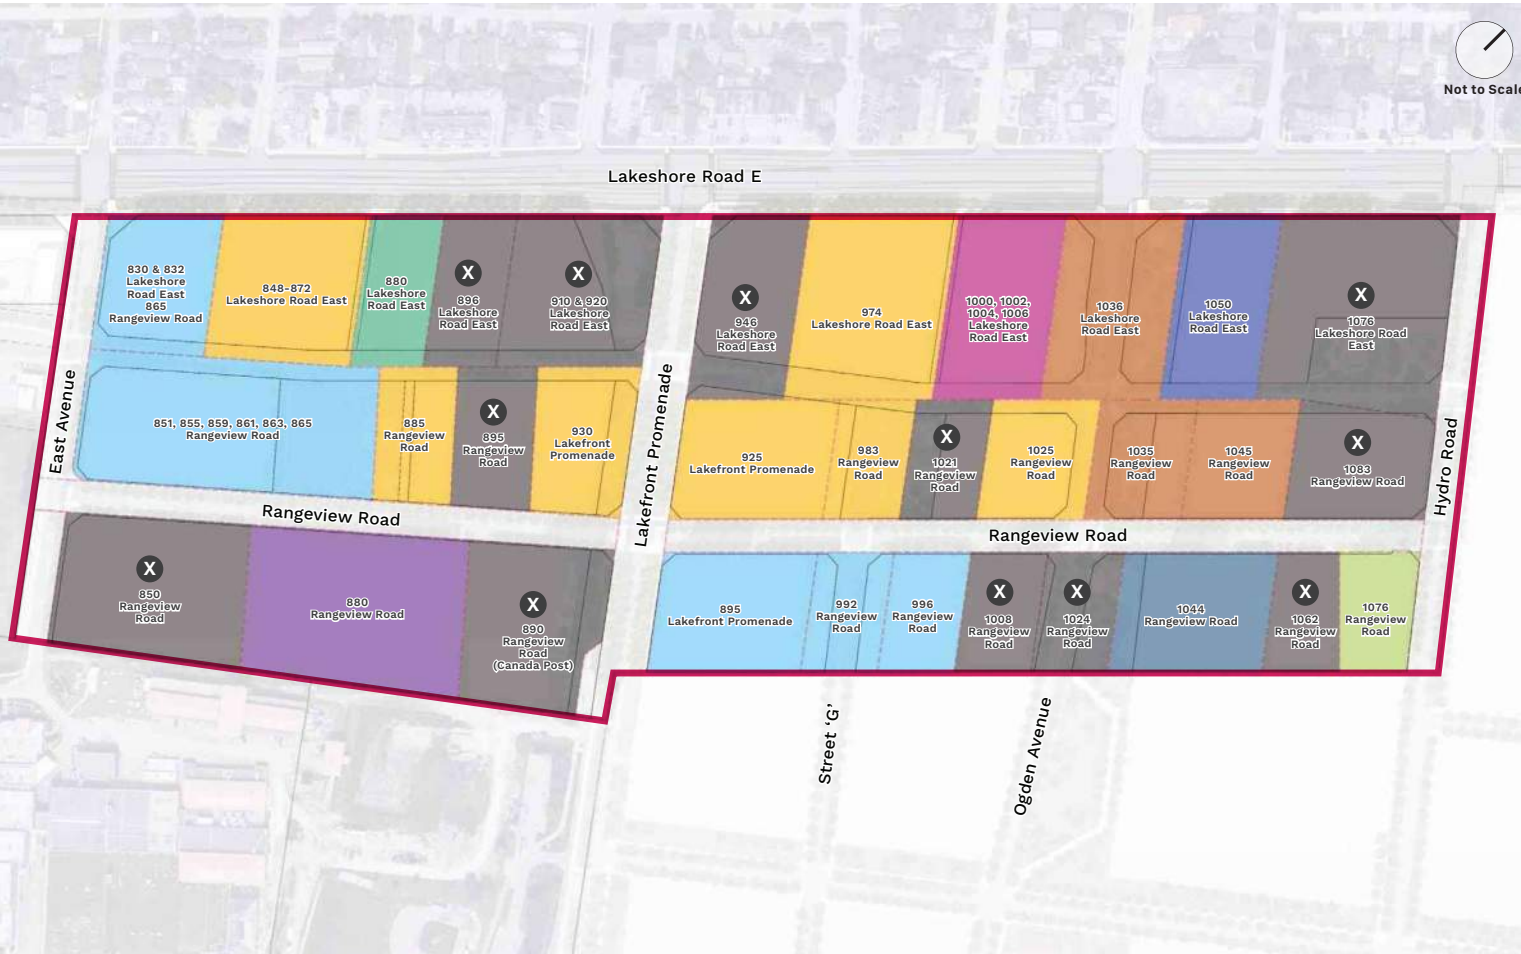 Not to Scale
Lakeshore Road E
830 & 832
Lakeshore
Road East
865
Rangeview Road
848-872
Lakeshore Road East
880
Lakeshore
Road East
X
896
Lakeshore
Road East
X
910 & 920
Lakeshore
Road East
X
946
Lakeshore
Road East
974
Lakeshore Road East
1000, 1002,
1004, 1006
Lakeshore
Road East
1036
Lakeshore
Road East
1050
Lakeshore
Road East
X
1076
Lakeshore Road
East
East Avenue
851, 855, 859, 861, 863, 865
Rangeview Road
885
Rangeview
Road
X
895
Rangeview
Road
930
Lakefront
Promenade
Lakefront Promenade
925
Lakefront Promenade
983
Rangeview
Road
X
1021
Rangeview
Road
1025
Rangeview
Road
1035
Rangeview
Road
1045
Rangeview
Road
X
1083
Rangeview Road
Hydro Road
Rangeview Road
Rangeview Road
X
850
Rangeview
Road
880
Rangeview Road
X
890
Rangeview
Road
(Canada Post)
895
Lakefront Promenade
992
Rangeview
Road
996
Rangeview
Road
X
1008
Rangeview
Road
X
1024
Rangeview
Road
1044
Rangeview Road
X
1062
Rangeview
Road
1076
Rangeview
Road
Street ‘G’
Ogden Avenue